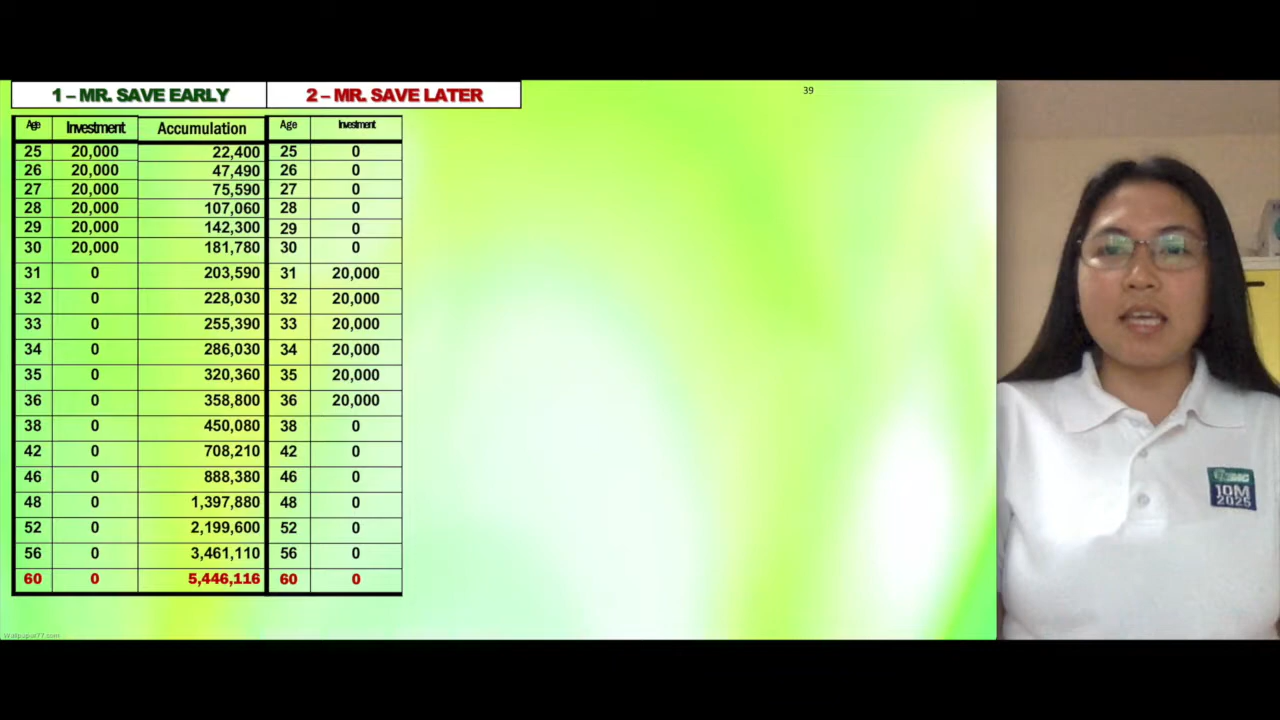 1 – MR. SAVE EARLY 2 – MR. SAVE LATER
39
Age Investment Accumulation Age Investment
25 20,000 22,400 25 0
26 20,000 47,490 26 0
27 20,000 75,590 27 0
28 20,000 107,060 28 0
29 20,000 142,300 29 0
30 20,000 181,780 30 0
31 0 203,590 31 20,000
32 0 228,030 32 20,000
33 0 255,390 33 20,000
34 0 286,030 34 20,000
35 0 320,360 35 20,000
36 0 358,800 36 20,000
38 0 450,080 38 0
42 0 708,210 42 0
46 0 888,380 46 0
48 0 1,397,880 48 0
52 0 2,199,600 52 0
56 0 3,461,110 56 0
60 0 5,446,116 60 0
Wallpaper77.com
IMG
10M
2025